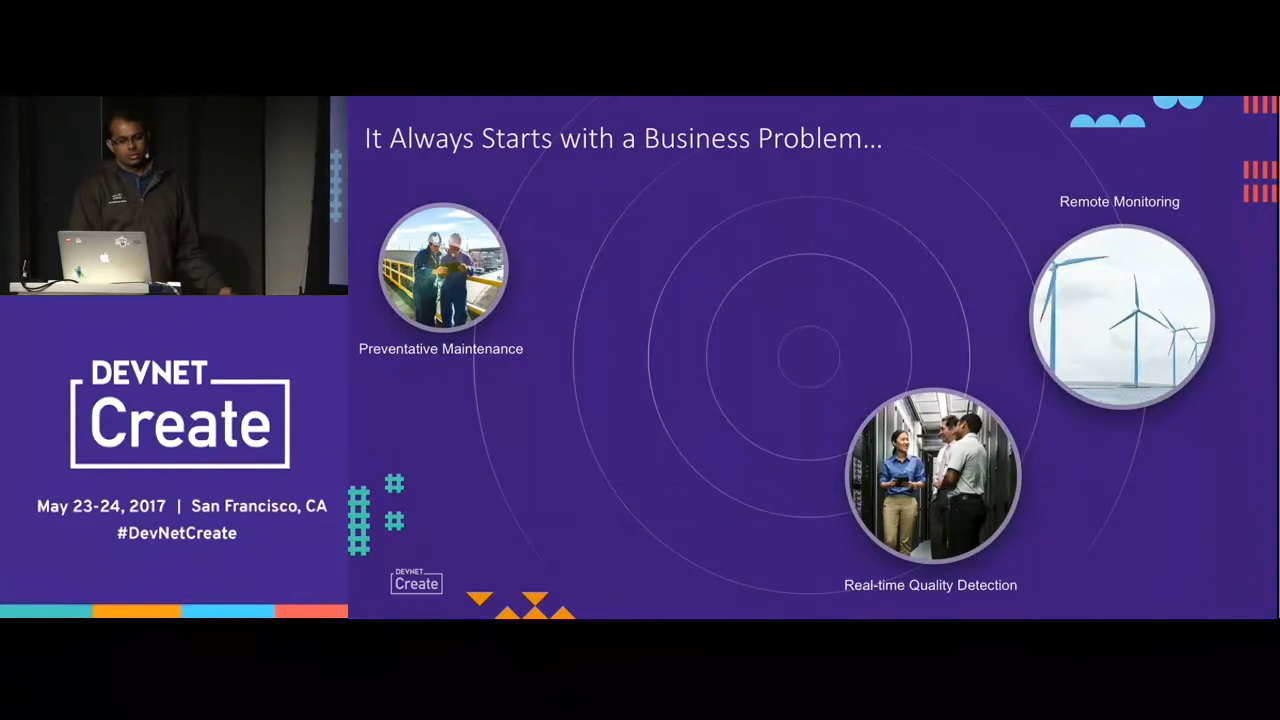 It Always Starts with a Business Problem...
Remote Monitoring
Preventative Maintenance
Real-time Quality Detection
DEVNET
Create
DEVNET
Create
May 23-24, 2017 | San Francisco, CA
#DevNetCreate